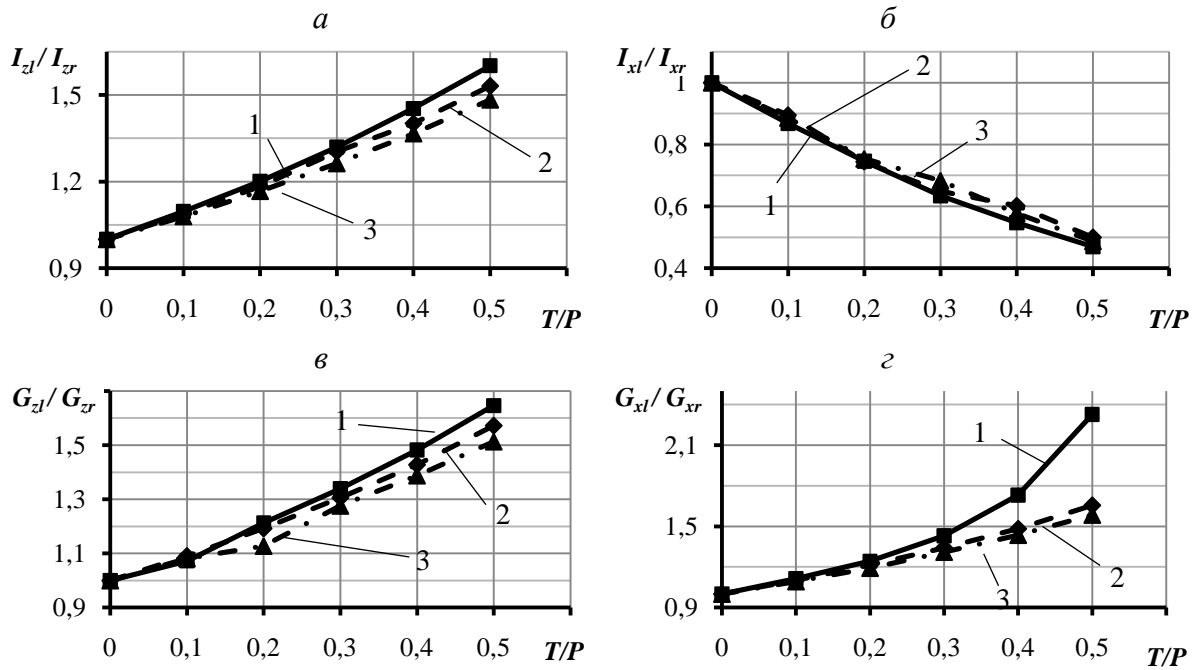 а
I_zl / I_zr
1,5
1,2
0,9
1
2
3
0 0,1 0,2 0,3 0,4 0,5
T/P
б
I_xl / I_xr
1
0,8
0,6
0,4
2
3
1
0 0,1 0,2 0,3 0,4 0,5
T/P
в
G_zl / G_zr
1,5
1,3
1,1
0,9
1
2
3
0 0,1 0,2 0,3 0,4 0,5
T/P
г
G_xl / G_xr
2,1
1,5
0,9
1
2
3
0 0,1 0,2 0,3 0,4 0,5
T/P